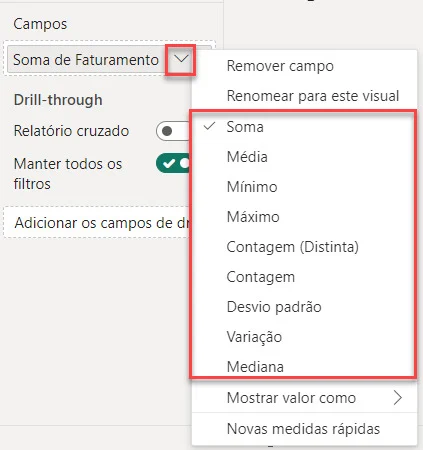 Campos
Soma de Faturamento
Drill-through
Relatório cruzado
Manter todos os
filtros
Adicionar os campos de
Remover campo
Renomear para este visual
Soma
Média
Mínimo
Máximo
Contagem (Distinta)
Contagem
Desvio padrão
Variação
Mediana
Mostrar valor como
Novas medidas rápidas